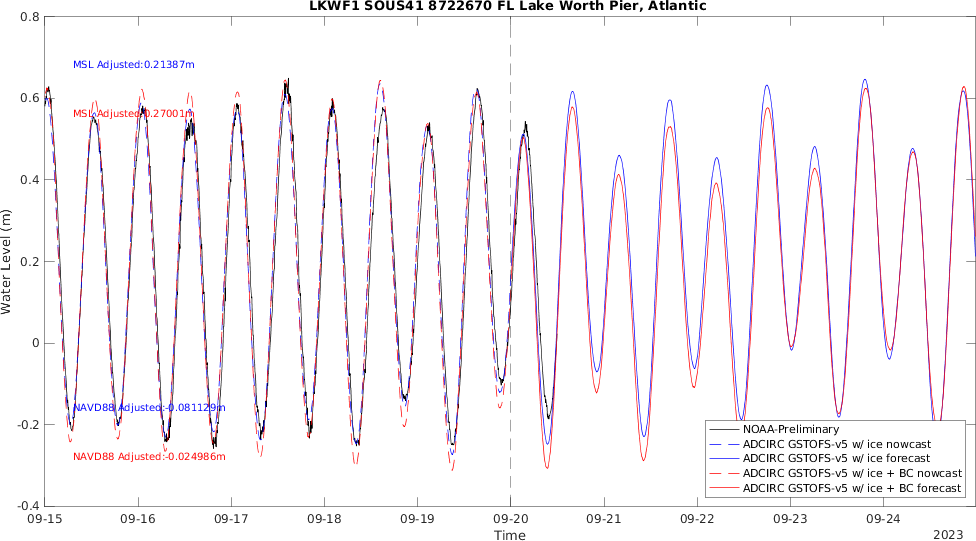 LKWF1 SOUS41 8722670 FL Lake Worth Pier, Atlantic
0.8
0.6
0.4
0.2
0
-0.2
-0.4
Water Level (m)
MSL Adjusted:0.21387m
MSL Adjusted:0.27001m
NAVD88 Adjusted:-0.081129m
NAVD88 Adjusted:-0.024986m
NOAA-Preliminary
ADCIRC GSTOFS-v5 w/ ice nowcast
ADCIRC GSTOFS-v5 w/ ice forecast
ADCIRC GSTOFS-v5 w/ ice + BC nowcast
ADCIRC GSTOFS-v5 w/ ice + BC forecast
09-15 09-16 09-17 09-18 09-19 09-20 09-21 09-22 09-23 09-24
Time
2023